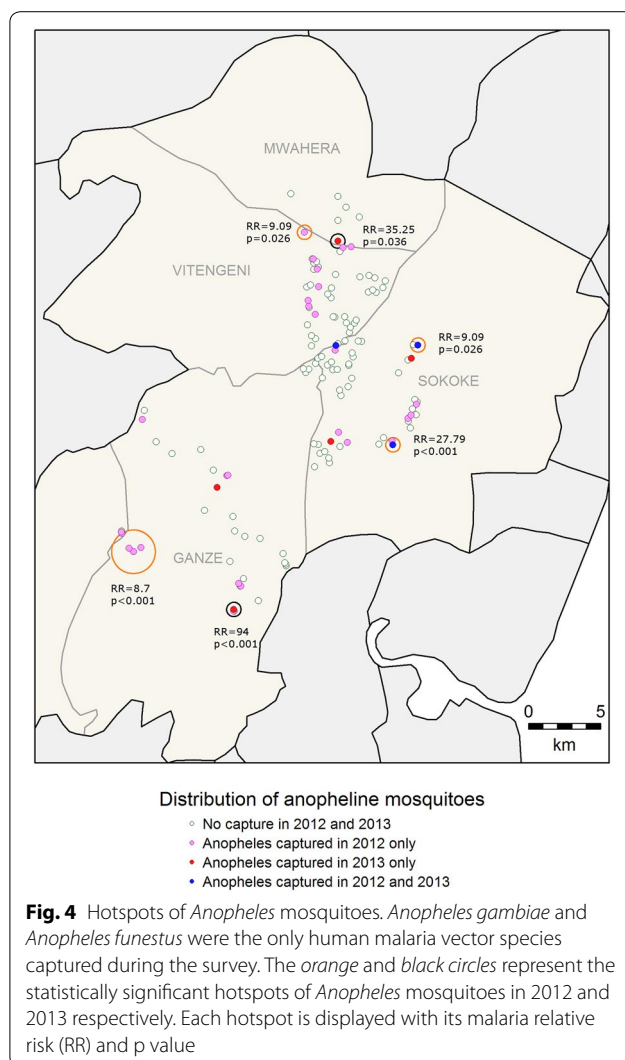 MWAHERA
RR=9.09
p=0.026
RR=35.25
p=0.036
VITENGENI
RR=9.09
p=0.026
SOKOKE
RR=27.79
p<0.001
GANZE
RR=8.7
p<0.001
RR=94
p<0.001
0 5
km
Distribution of anopheline mosquitoes
No capture in 2012 and 2013
Anopheles captured in 2012 only
Anopheles captured in 2013 only
Anopheles captured in 2012 and 2013
Fig. 4 Hotspots of Anopheles mosquitoes. Anopheles gambiae and
Anopheles funestus were the only human malaria vector species
captured during the survey. The orange and black circles represent the
statistically significant hotspots of Anopheles mosquitoes in 2012 and
2013 respectively. Each hotspot is displayed with its malaria relative
risk (RR) and p value